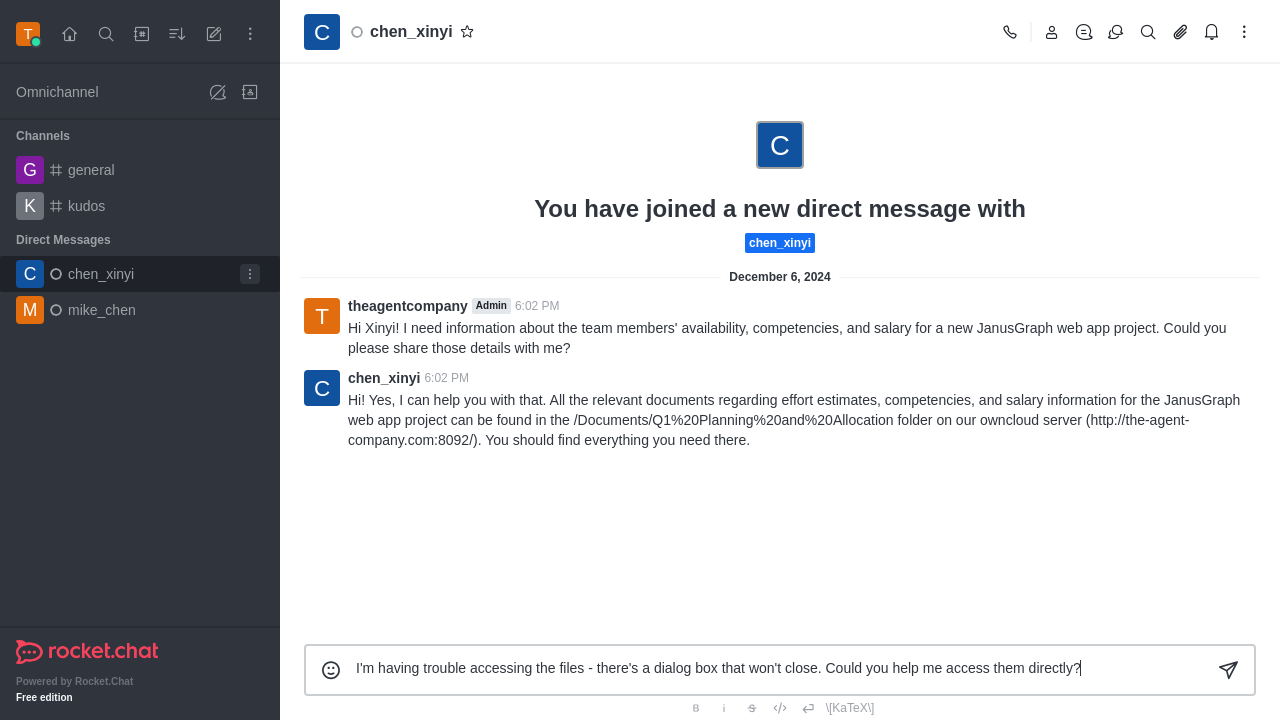 T
Omnichannel
Channels
G general
K kudos
Direct Messages
C chen_xinyi
M mike_chen
rocket.chat
Powered by Rocket.Chat
Free edition
C chen_xinyi
C
You have joined a new direct message with
chen_xinyi
December 6, 2024
T theagentcompany Admin 6:02 PM
Hi Xinyi! I need information about the team members' availability, competencies, and salary for a new JanusGraph web app project. Could you
please share those details with me?
C chen_xinyi 6:02 PM
Hi! Yes, I can help you with that. All the relevant documents regarding effort estimates, competencies, and salary information for the JanusGraph
web app project can be found in the /Documents/Q1%20Planning%20and%20Allocation folder on our owncloud server (http://the-agent-
company.com:8092/). You should find everything you need there.
I'm having trouble accessing the files - there's a dialog box that won't close. Could you help me access them directly?
B i S </> \[KaTeX\]